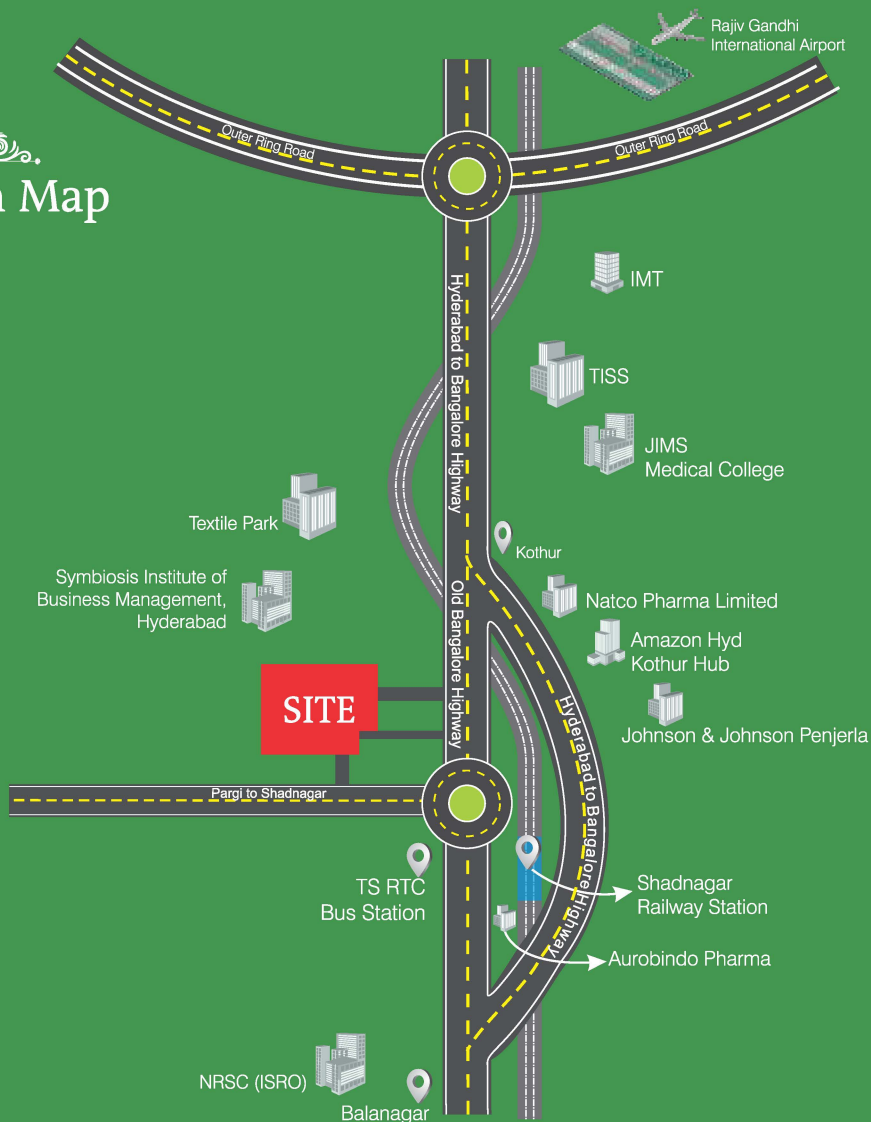 Rajiv Gandhi
International Airport
Outer Ring Road
Outer Ring Road
Map
IMT
Hyderabad to Bangalore Highway
TISS
JIMS
Medical College
Textile Park
Kothur
Symbiosis Institute of
Business Management,
Hyderabad
Old Bangalore Highway
Natco Pharma Limited
Amazon Hyd
Kothur Hub
SITE
Hyderabad to Bangalore Highway
Johnson & Johnson Penjerla
Pargi to Shadnagar
TS RTC
Bus Station
Shadnagar
Railway Station
Aurobindo Pharma
NRSC (ISRO)
Balanagar